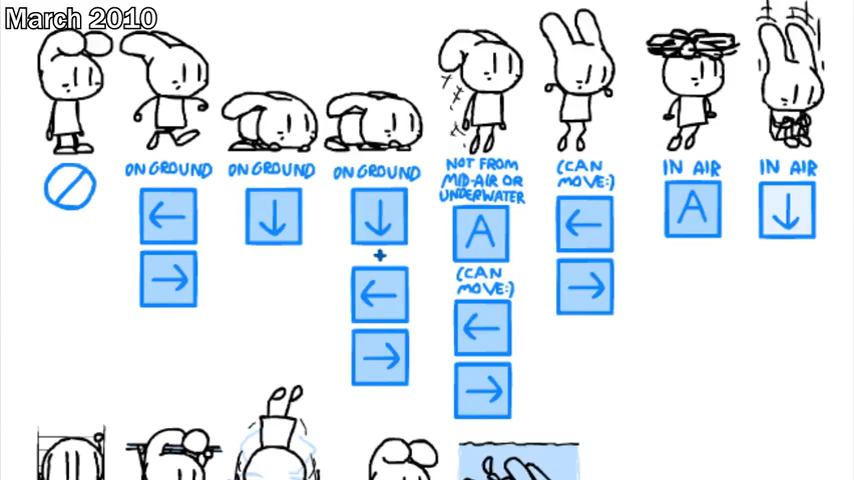 March 2010
ON GROUND
ON GROUND
ON GROUND
NOT FROM
MID-AIR OR
UNDERWATER
(CAN
MOVE:)
IN AIR
IN AIR
←
↓
↓
A
←
A
↓
+
→
←
(CAN
MOVE:)
→
→
←
→